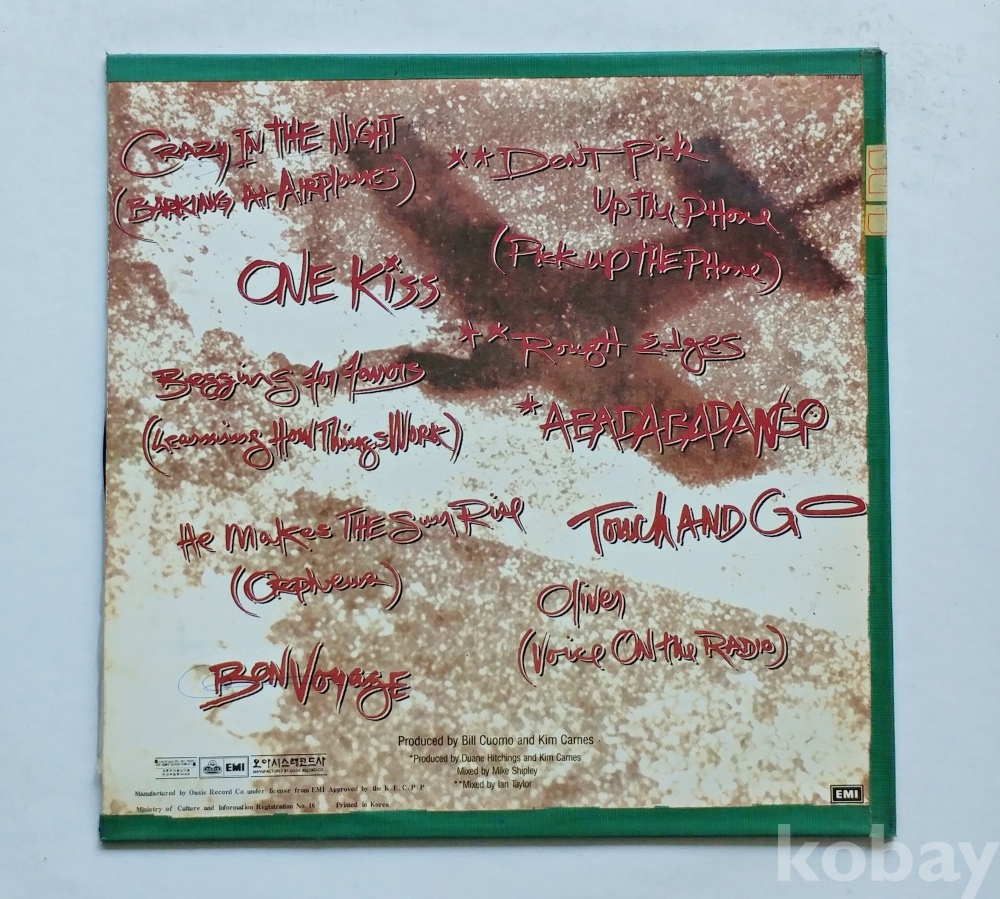 CRAZY IN THE NIGHT
(BARKING At AIRPlanes)
ONE Kiss
Begging for favors
(Learning How Things Work)
He Makes THE Sun Rise
(Orpheus)
BON Voyage
**DON'T Pick
Up The PHone
(Pick up THE PHone)
**Rough Edges
*ABADABADANGO
Touch AND GO
Oliver
(Voice ON the RADIO)
Produced by Bill Cuomo and Kim Carnes
*Produced by Duane Hitchings and Kim Carnes
Mixed by Mike Shipley
**Mixed by Ian Taylor
EMI
오아시스레코드사
MANUFACTURED BY OASIS RECORD CO.
Manufactured by Oasis Record Co. under license from EMI Approved by the K. E. C. P. P
Ministry of Culture and Information Registration No. 16 Printed in Korea
EMI
kobay